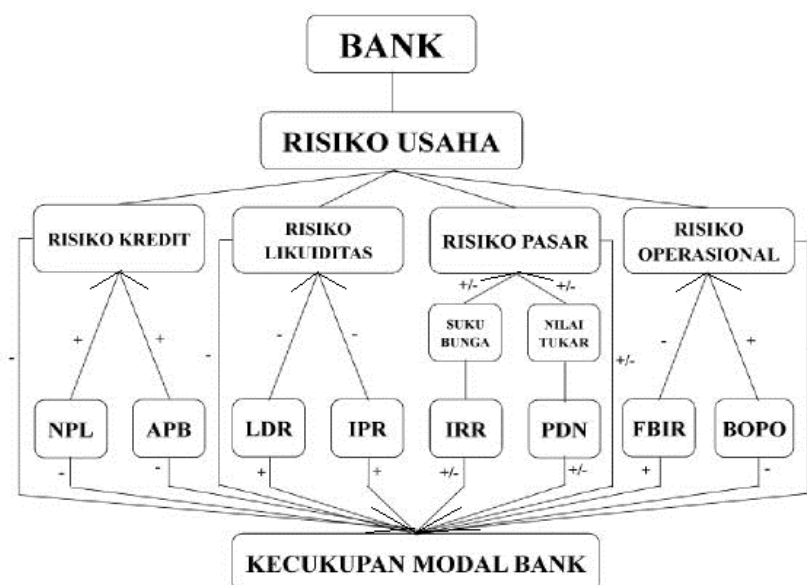 BANK
RISIKO USAHA
RISIKO KREDIT
RISIKO
LIKUIDITAS
RISIKO PASAR
RISIKO
OPERASIONAL
+/- +/-
SUKU
BUNGA
NILAI
TUKAR
- + + - - - - + +/-
-
NPL APB LDR IPR IRR PDN FBIR BOPO
- - + + +/- +/- + -
KECUKUPAN MODAL BANK